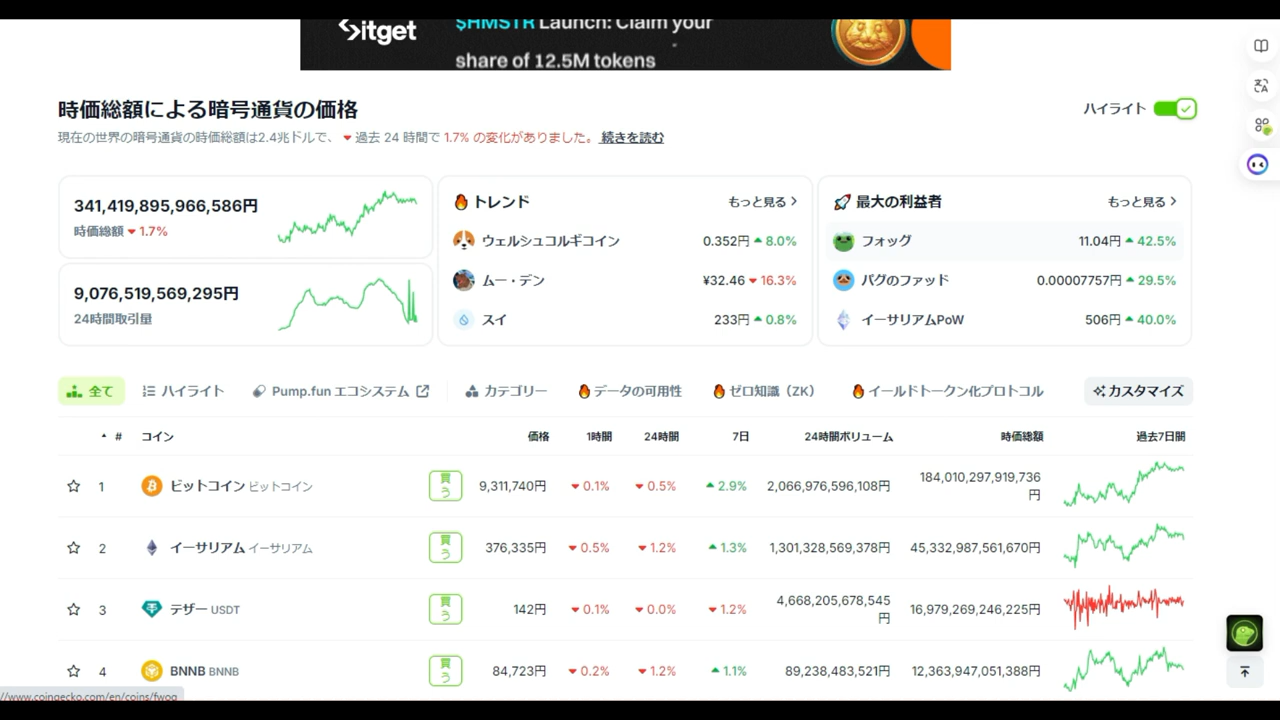 Bitget
$HMSTR Launch: Claim your
share of 12.5M tokens
時価総額による暗号通貨の価格
ハイライト
現在の世界の暗号通貨の時価総額は2.4兆ドルで、 過去 24 時間で 1.7% の変化がありました。 続きを読む
341,419,895,966,586円
時価総額 1.7%
9,076,519,569,295円
24時間取引量
トレンド もっと見る
ウェルシュコルギコイン 0.352円 8.0%
ムー・デン ¥32.46 16.3%
スイ 233円 0.8%
最大の利益者 もっと見る
フォッグ 11.04円 42.5%
パグのファッド 0.00007757円 29.5%
イーサリアムPoW 506円 40.0%
全て ハイライト Pump.fun エコシステム カテゴリー データの可用性 ゼロ知識（ZK） イールドトークン化プロトコル カスタマイズ
# コイン 価格 1時間 24時間 7日 24時間ボリューム 時価総額 過去7日間
1 ビットコイン ビットコイン 買う 9,311,740円 0.1% 0.5% 2.9% 2,066,976,596,108円 184,010,297,919,736円
2 イーサリアム イーサリアム 買う 376,335円 0.5% 1.2% 1.3% 1,301,328,569,378円 45,332,987,561,670円
3 テザー USDT 買う 142円 0.1% 0.0% 1.2% 4,668,205,678,545円 16,979,269,246,225円
4 BNNB BNNB 買う 84,723円 0.2% 1.2% 1.1% 89,238,483,521円 12,363,947,051,388円
//www.coingecko.com/en/coins/fwog